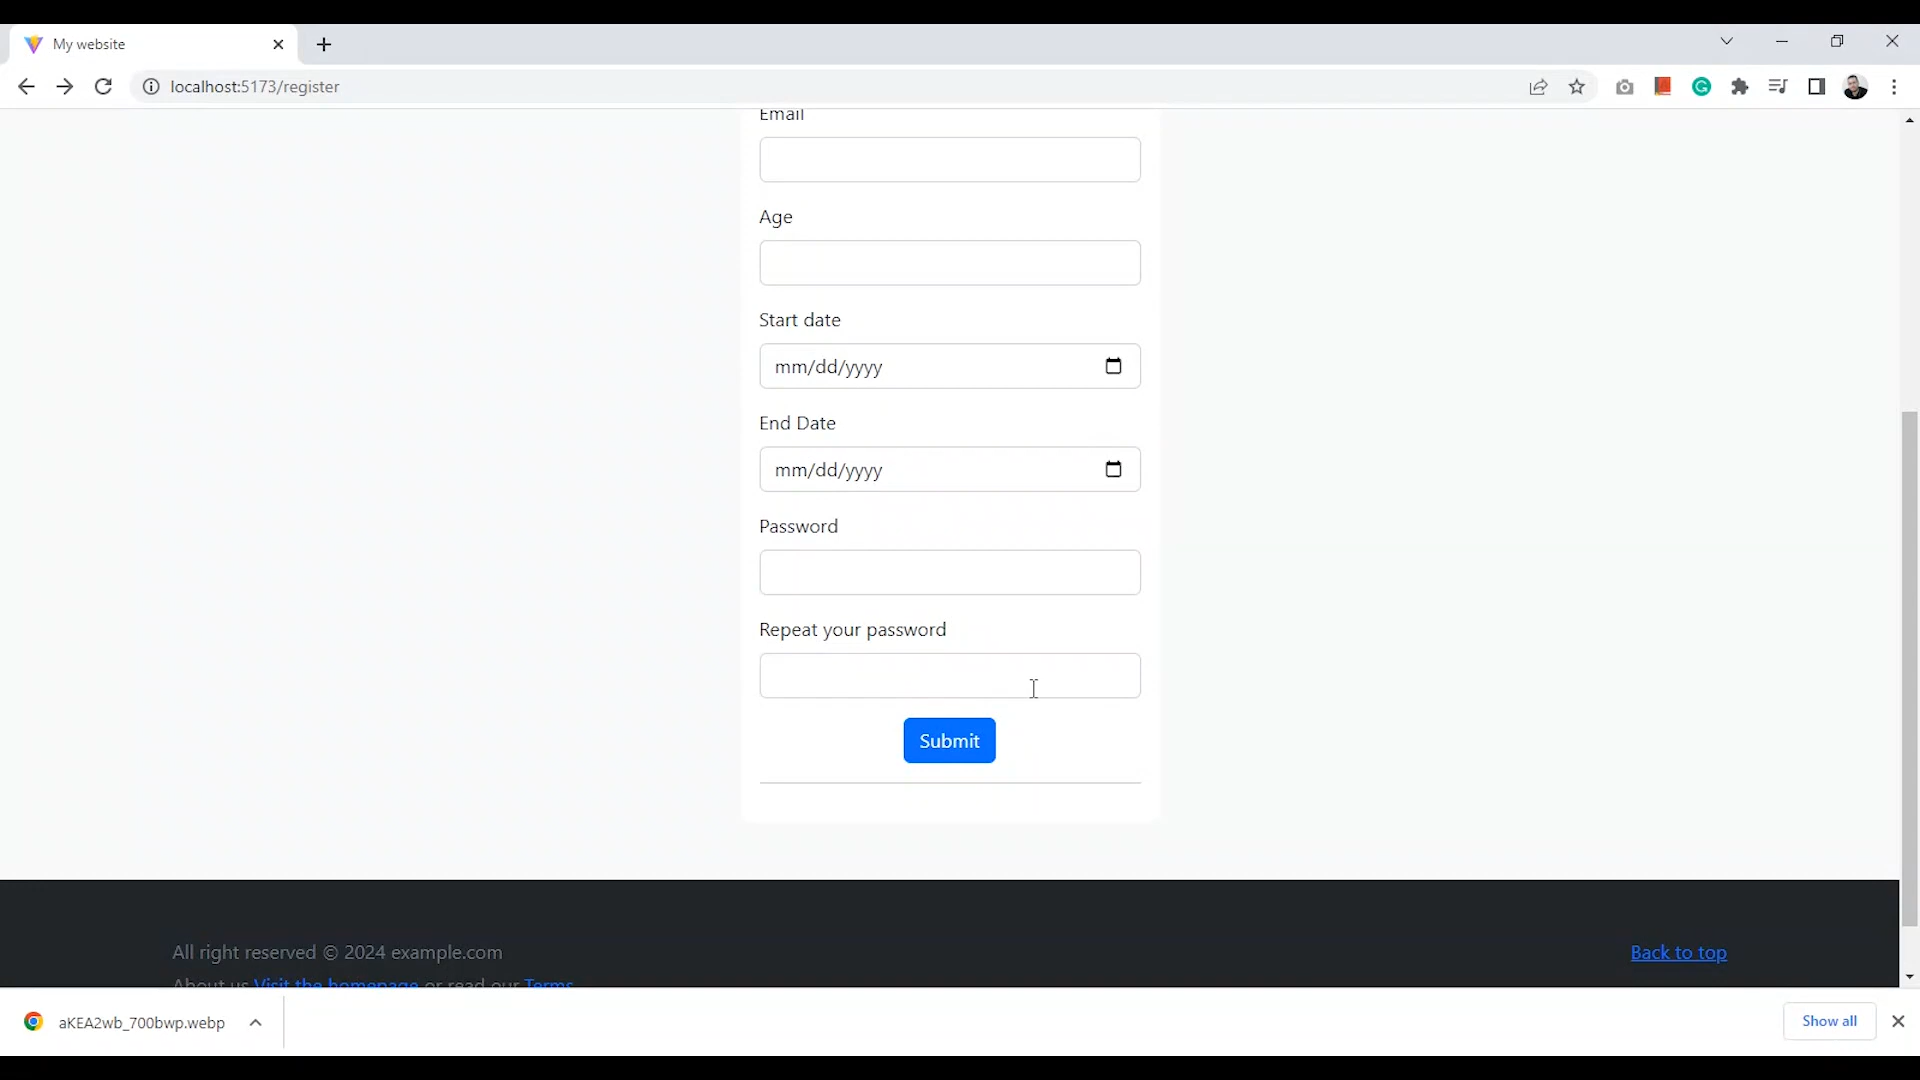 My website
localhost:5173/register
Email
Age
Start date
mm/dd/yyyy
End Date
mm/dd/yyyy
Password
Repeat your password
Submit
All right reserved © 2024 example.com
Back to top
About us Visit the homepage or read our Terms
aKEA2wb_700bwp.webp
Show all